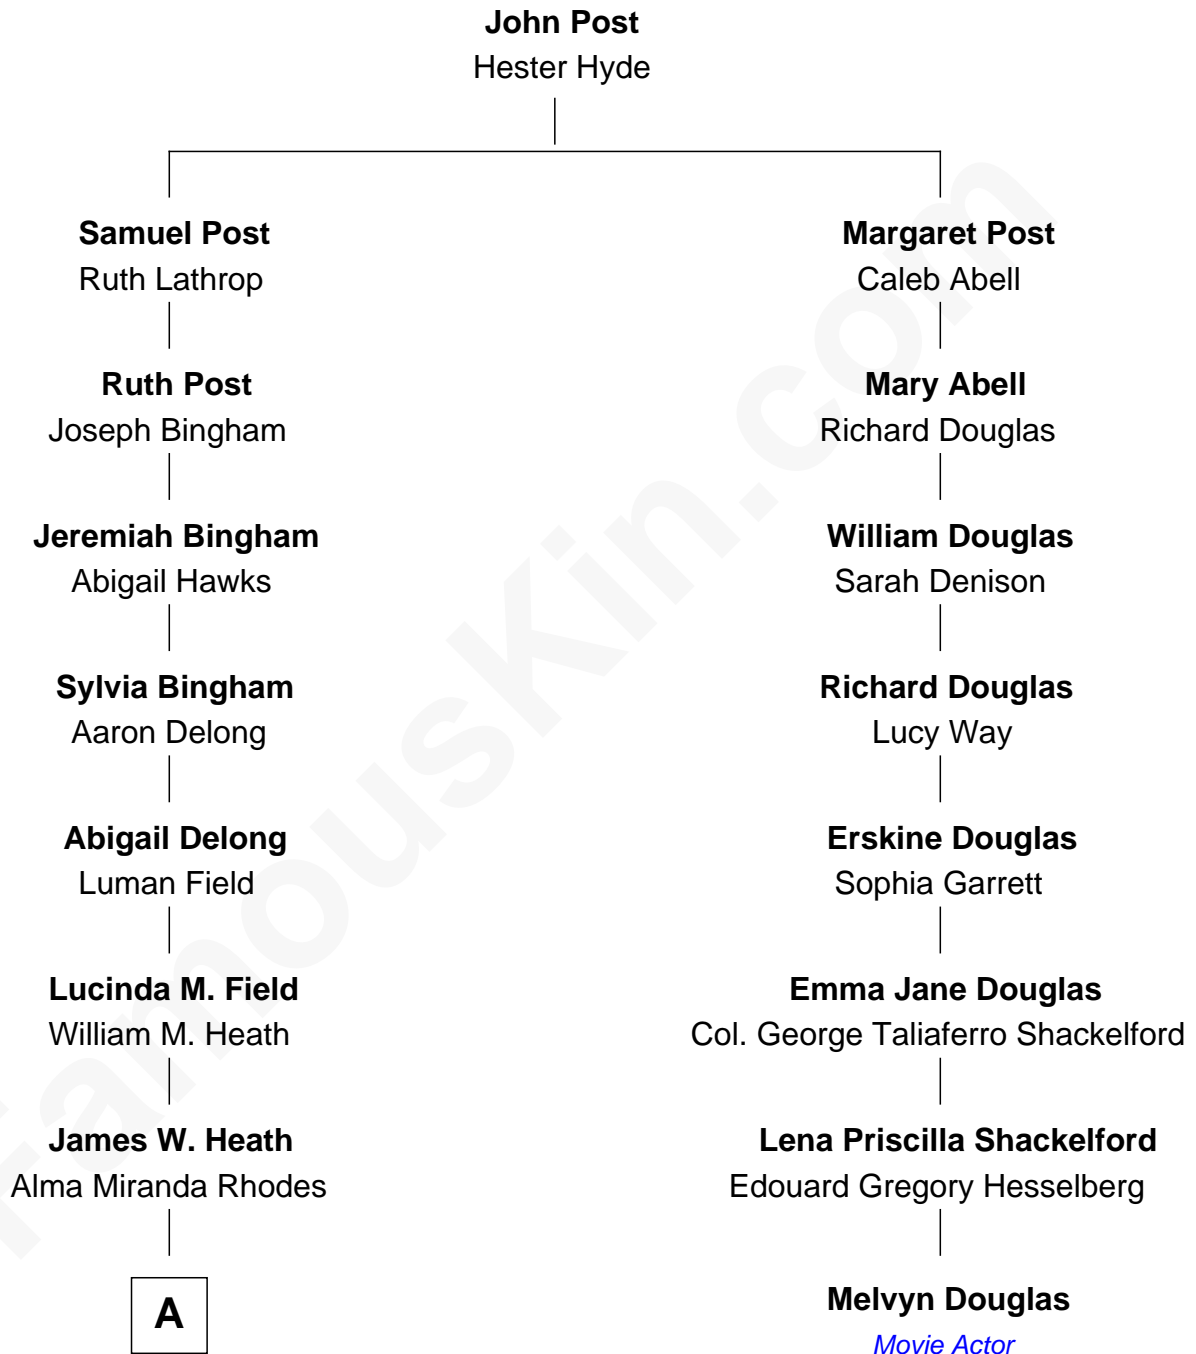 John Post
Hester Hyde
Samuel Post
Ruth Lathrop
Ruth Post
Joseph Bingham
Jeremiah Bingham
Abigail Hawks
Sylvia Bingham
Aaron Delong
Abigail Delong
Luman Field
Lucinda M. Field
William M. Heath
James W. Heath
Alma Miranda Rhodes
A
Margaret Post
Caleb Abell
Mary Abell
Richard Douglas
William Douglas
Sarah Denison
Richard Douglas
Lucy Way
Erskine Douglas
Sophia Garrett
Emma Jane Douglas
Col. George Taliaferro Shackelford
Lena Priscilla Shackelford
Edouard Gregory Hesselberg
Melvyn Douglas
Movie Actor
FamousKin.com